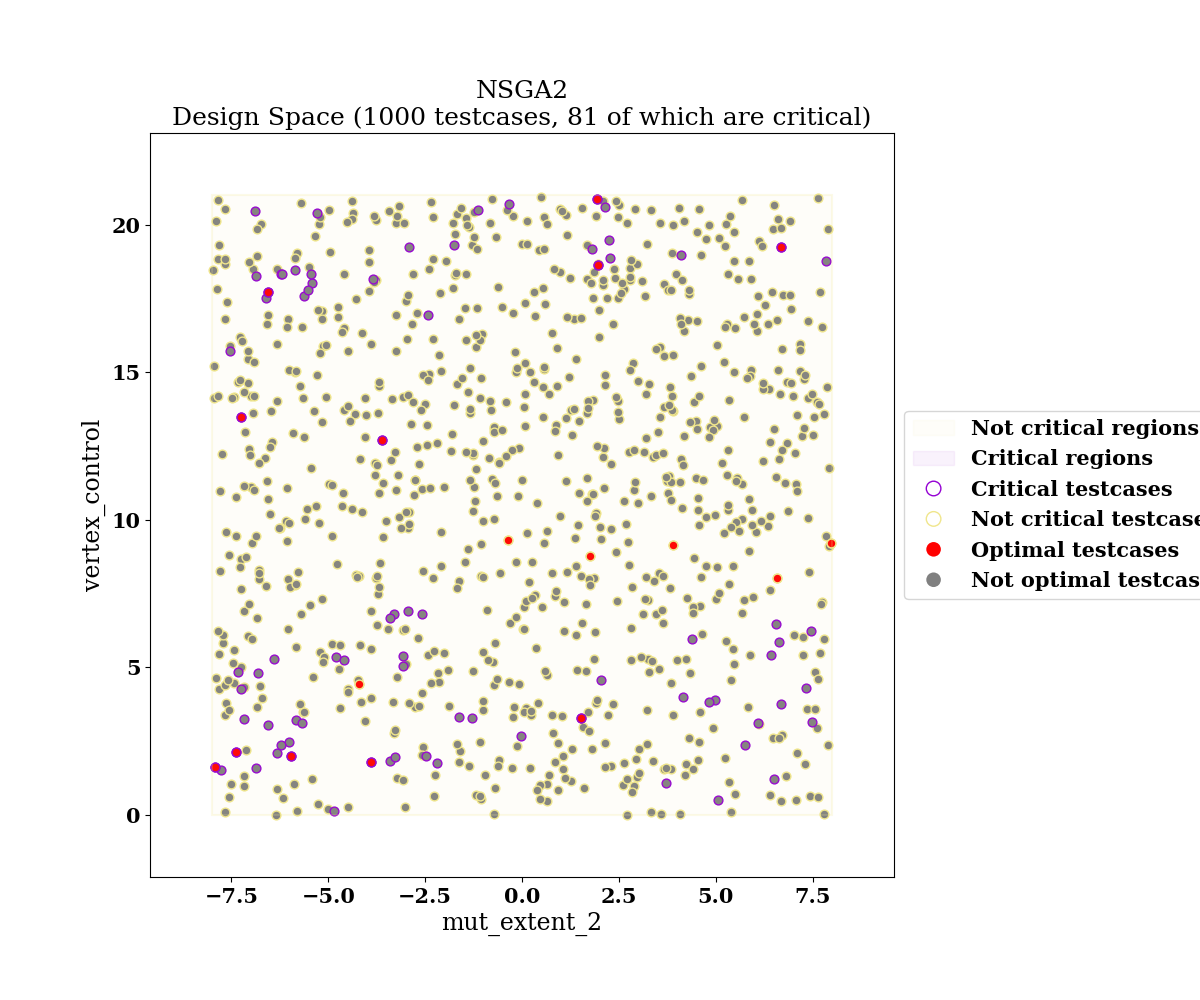 NSGA2
Design Space (1000 testcases, 81 of which are critical)
20
15
10
5
0
vertex_control
−7.5 −5.0 −2.5 0.0 2.5 5.0 7.5
mut_extent_2
Not critical regions
Critical regions
Critical testcases
Not critical testcase
Optimal testcases
Not optimal testcas